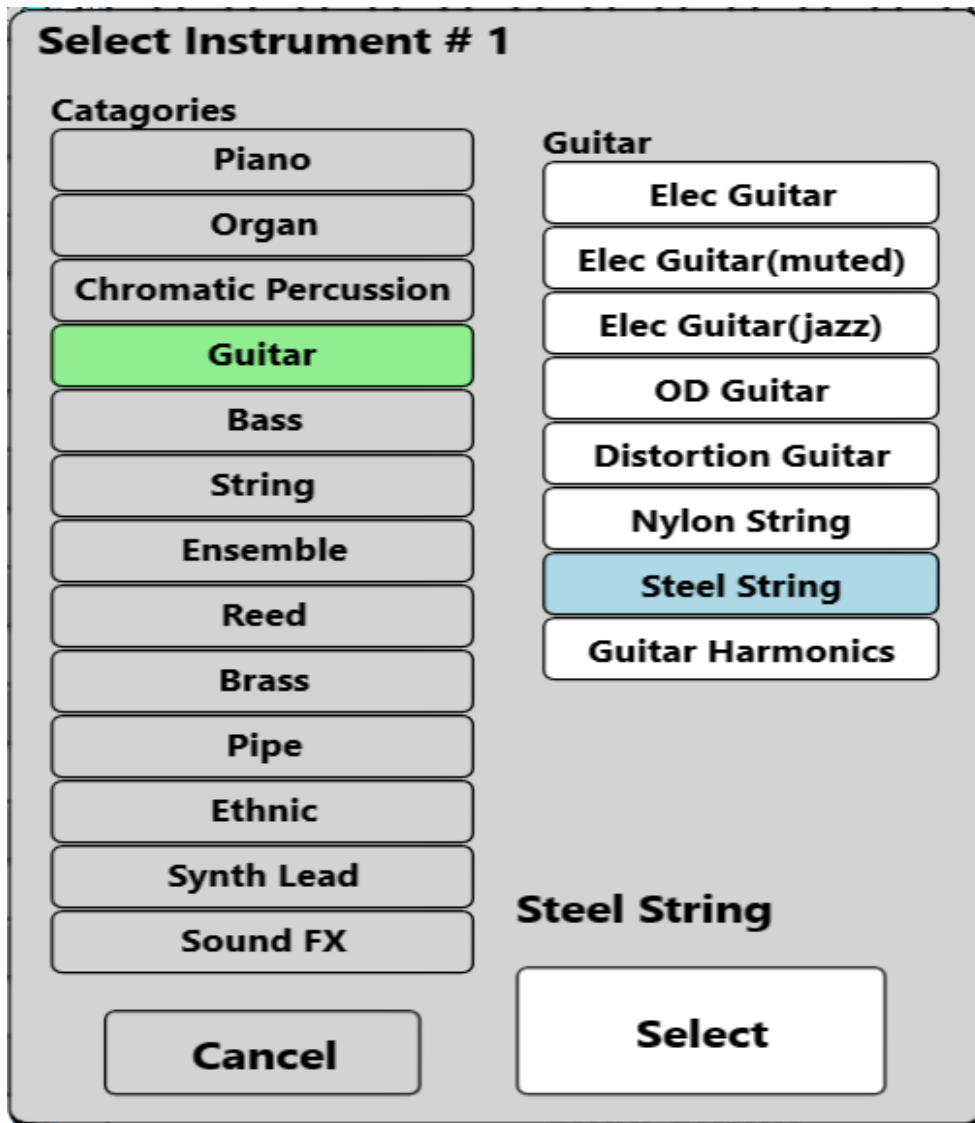 Select Instrument # 1
Catagories
Piano
Organ
Chromatic Percussion
Guitar
Bass
String
Ensemble
Reed
Brass
Pipe
Ethnic
Synth Lead
Sound FX
Cancel
Guitar
Elec Guitar
Elec Guitar(muted)
Elec Guitar(jazz)
OD Guitar
Distortion Guitar
Nylon String
Steel String
Guitar Harmonics
Steel String
Select